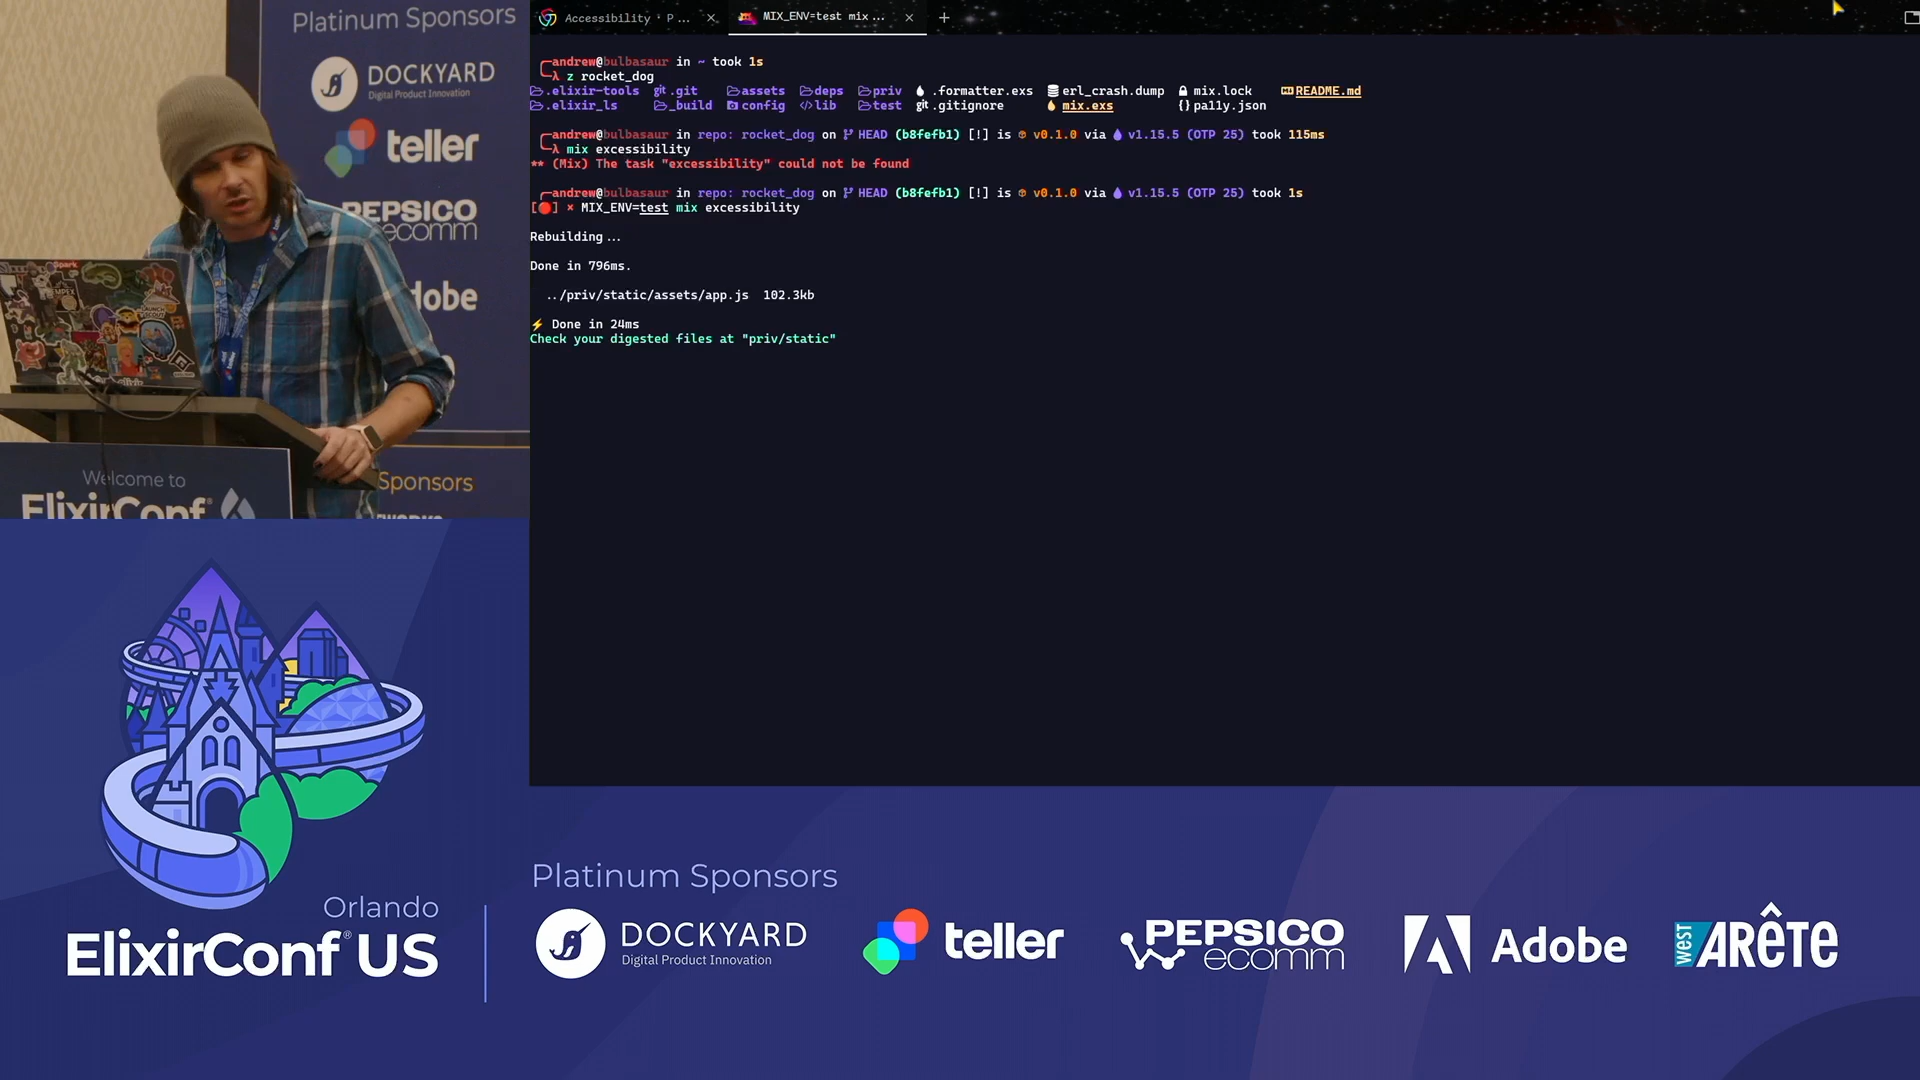 Platinum Sponsors
DOCKYARD
Digital Product Innovation
teller
PEPSICO
ecomm
dobe
Sponsors
Welcome to
ElixirConf
Accessibility · P ...
MIX_ENV=test mix ...
andrew@bulbasaur in ~ took 1s
λ z rocket_dog
.elixir-tools .git assets deps priv .formatter.exs erl_crash.dump mix.lock README.md
.elixir_ls _build config lib test .gitignore mix.exs {} pa11y.json
andrew@bulbasaur in repo: rocket_dog on HEAD (b8fefb1) [!] is v0.1.0 via v1.15.5 (OTP 25) took 115ms
λ mix excessibility
** (Mix) The task "excessibility" could not be found
andrew@bulbasaur in repo: rocket_dog on HEAD (b8fefb1) [!] is v0.1.0 via v1.15.5 (OTP 25) took 1s
[🔴] × MIX_ENV=test mix excessibility
Rebuilding...
Done in 796ms.
../priv/static/assets/app.js 102.3kb
⚡ Done in 24ms
Check your digested files at "priv/static"
Orlando
ElixirConf® US
Platinum Sponsors
DOCKYARD
Digital Product Innovation
teller
PEPSICO
ecomm
Adobe
west ARêTE